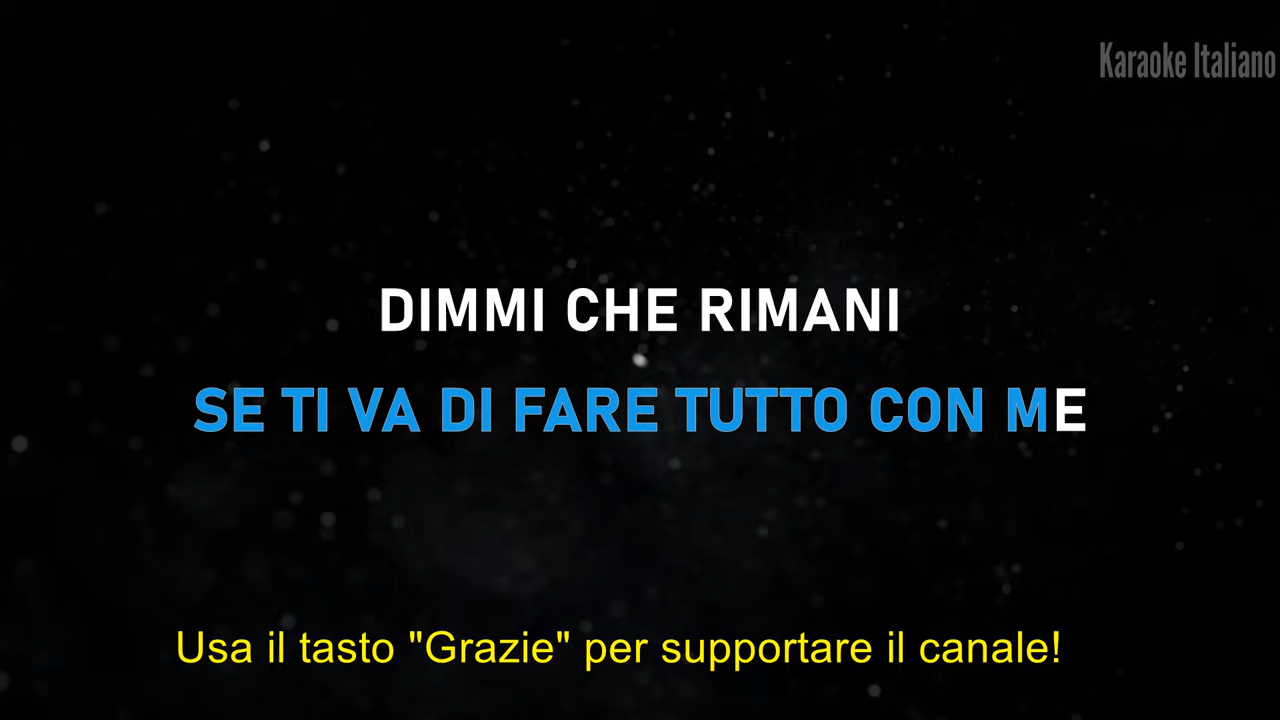 Karaoke Italiano
DIMMI CHE RIMANI
SE TI VA DI FARE TUTTO CON ME
Usa il tasto "Grazie" per supportare il canale!